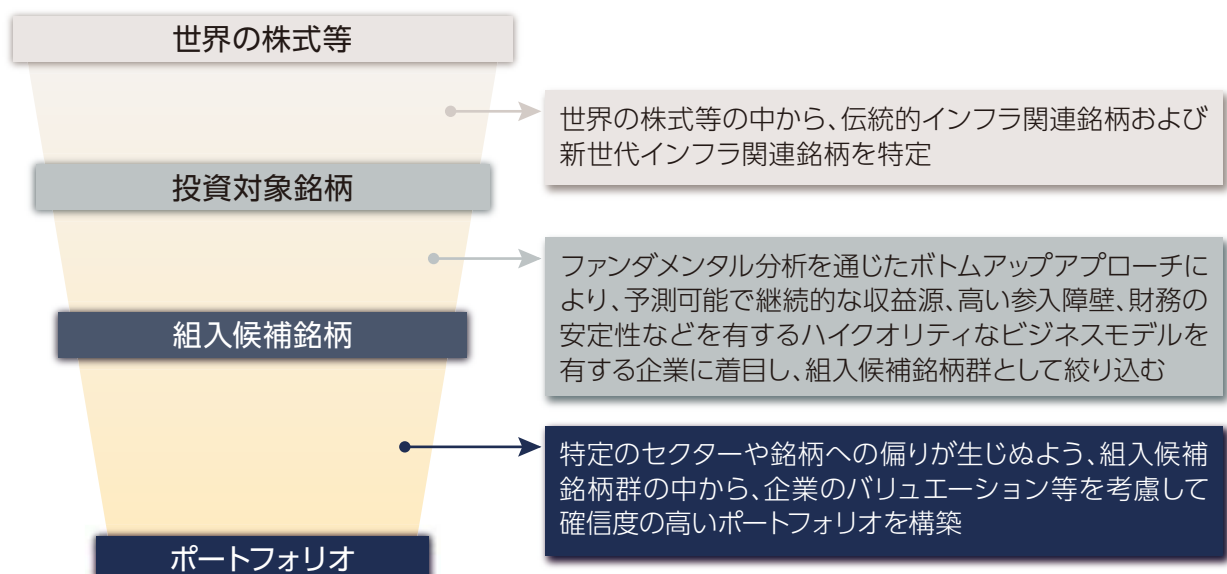 世界の株式等
世界の株式等の中から、伝統的インフラ関連銘柄および
新世代インフラ関連銘柄を特定
投資対象銘柄
ファンダメンタル分析を通じたボトムアップアプローチに
より、予測可能で継続的な収益源、高い参入障壁、財務の
安定性などを有するハイクオリティなビジネスモデルを
有する企業に着目し、組入候補銘柄群として絞り込む
組入候補銘柄
特定のセクターや銘柄への偏りが生じぬよう、組入候補
銘柄群の中から、企業のバリュエーション等を考慮して
確信度の高いポートフォリオを構築
ポートフォリオ